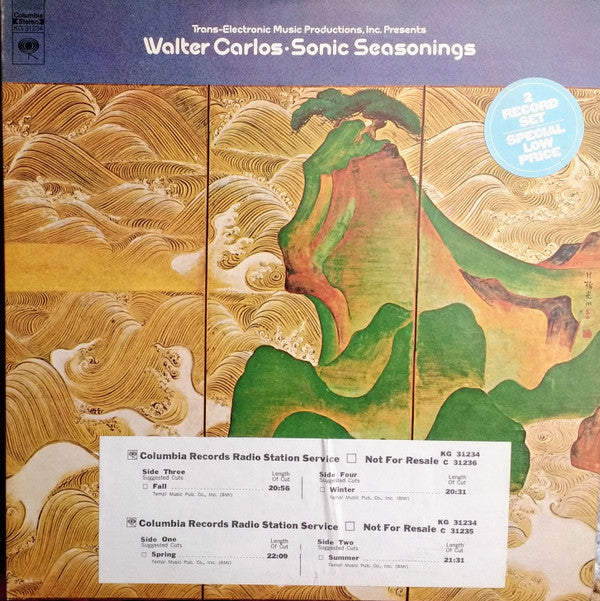 Columbia
Stereo
KG 31234
Trans-Electronic Music Productions, Inc. Presents
Walter Carlos · Sonic Seasonings
2
RECORD
SET
SPECIAL
LOW
PRICE
Columbia Records Radio Station Service □ Not For Resale KG 31234
C 31236
Side Three Length Side Four Length
Suggested Cuts Of Cut Suggested Cuts Of Cut
□ Fall .................... 20:56 □ Winter .................... 20:31
Tempi Music Pub. Co., Inc. (BMI) Tempi Music Pub. Co., Inc. (BMI)
Columbia Records Radio Station Service □ Not For Resale KG 31234
C 31235
Side One Length Side Two Length
Suggested Cuts Of Cut Suggested Cuts Of Cut
□ Spring .................... 22:09 □ Summer .................... 21:31
Tempi Music Pub. Co., Inc. (BMI) Tempi Music Pub. Co., Inc. (BMI)